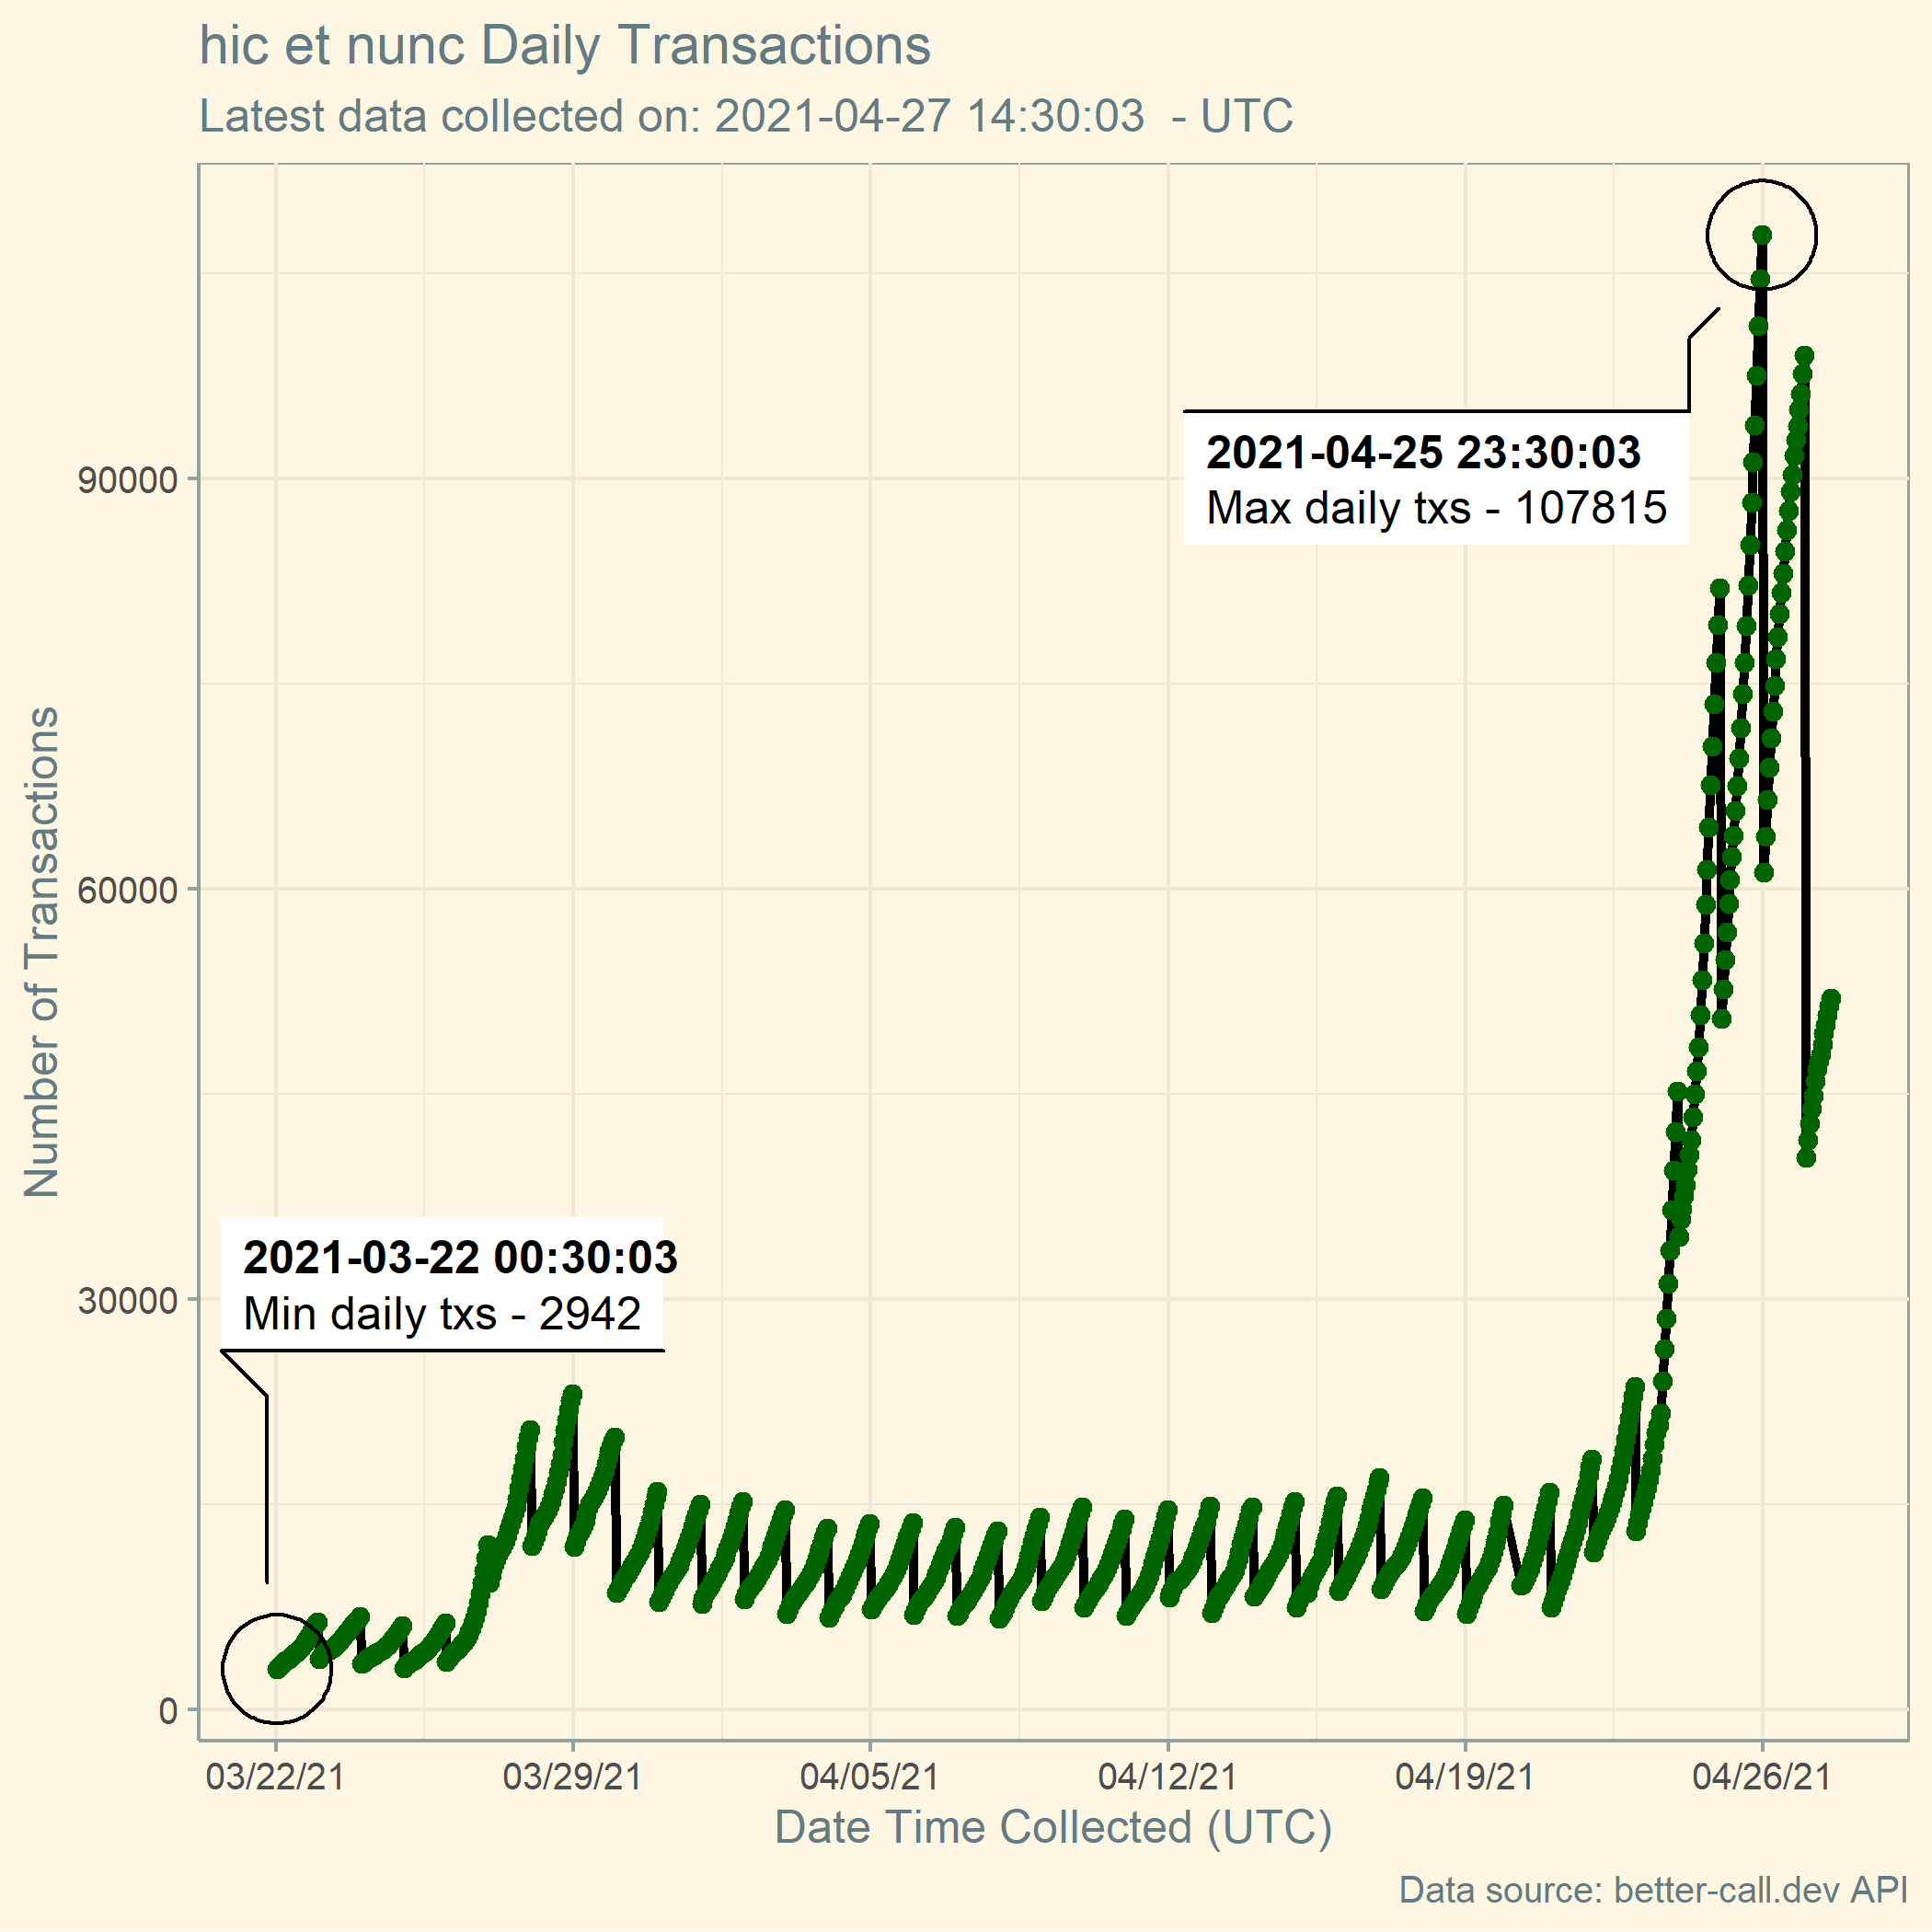 hic et nunc Daily Transactions
Latest data collected on: 2021-04-27 14:30:03  - UTC
Number of Transactions
90000
60000
30000
0
2021-04-25 23:30:03
Max daily txs - 107815
2021-03-22 00:30:03
Min daily txs - 2942
03/22/21 03/29/21 04/05/21 04/12/21 04/19/21 04/26/21
Date Time Collected (UTC)
Data source: better-call.dev API